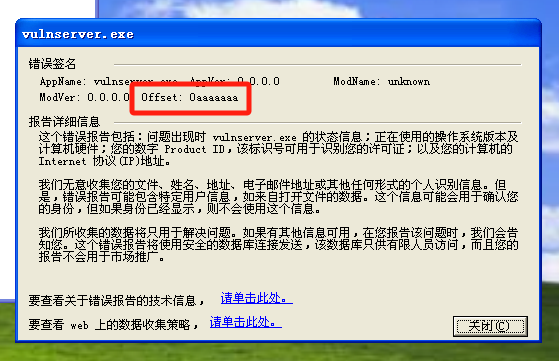 vulnserver.exe
错误签名
AppName: vulnserver.exe AppVer: 0.0.0.0 ModName: unknown
ModVer: 0.0.0.0 Offset: 0aaaaaaa
报告详细信息
这个错误报告包括：问题出现时 vulnserver.exe 的状态信息；正在使用的操作系统版本及
计算机硬件；您的数字 Product ID，该标识号可用于识别您的许可证；以及您的计算机的
Internet 协议(IP)地址。
我们无意收集您的文件、姓名、地址、电子邮件地址或其他任何形式的个人识别信息。但
是，错误报告可能包含特定用户信息，如来自打开文件的数据。这个信息可能会用于确认您
的身份，但如果身份已经显示，则不会使用这个信息。
我们所收集的数据将只用于解决问题。如果有其他信息可用，在您报告该问题时，我们会告
知您。这个错误报告将使用安全的数据库连接发送，该数据库只供有限人员访问，而且您的
报告不会用于市场推广。
要查看关于错误报告的技术信息， 请单击此处。
要查看 web 上的数据收集策略， 请单击此处。
关闭(C)